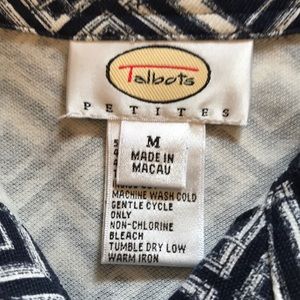 Talbots
PETITES
M
MADE IN
MACAU
MACHINE WASH COLD
GENTLE CYCLE
ONLY
NON-CHLORINE
BLEACH
TUMBLE DRY LOW
WARM IRON